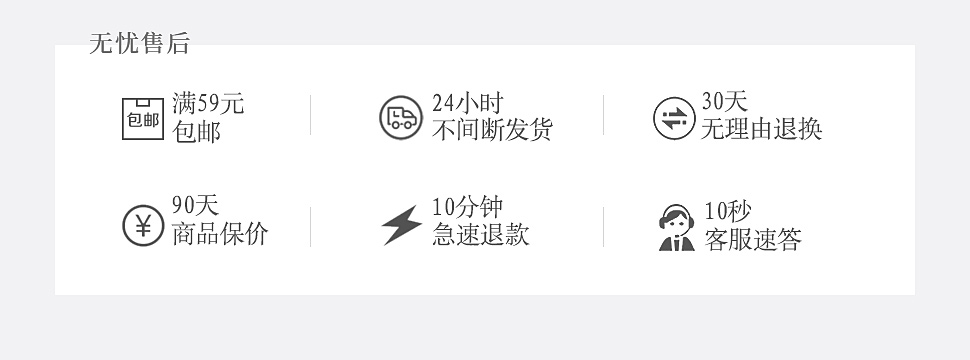 无忧售后
包邮
满59元
包邮
24小时
不间断发货
30天
无理由退换
¥
90天
商品保价
10分钟
急速退款
10秒
客服速答